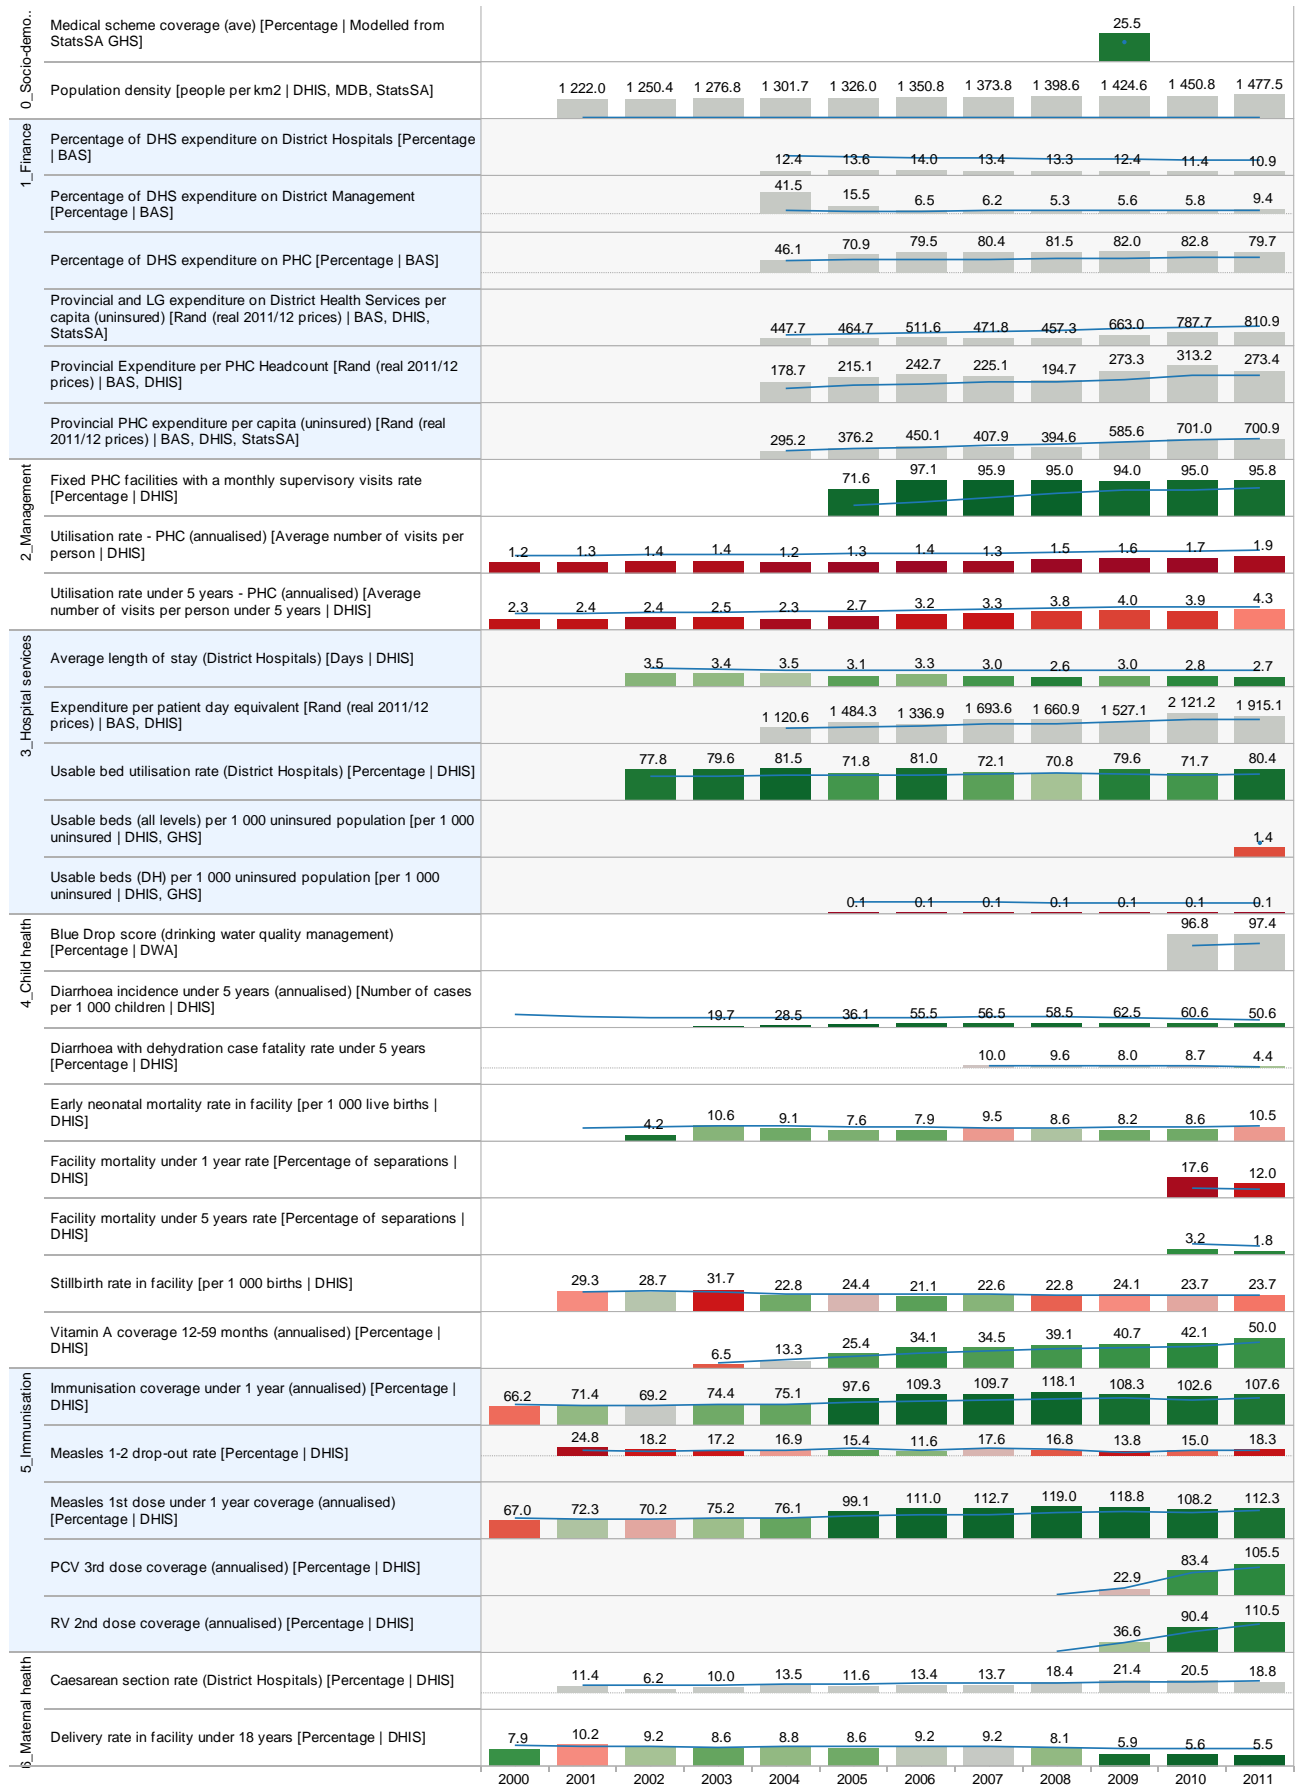 0_Socio-demo..
Medical scheme coverage (ave) [Percentage | Modelled from
StatsSA GHS]
25.5
Population density [people per km2 | DHIS, MDB, StatsSA]
1 222.0 1 250.4 1 276.8 1 301.7 1 326.0 1 350.8 1 373.8 1 398.6 1 424.6 1 450.8 1 477.5
1_Finance
Percentage of DHS expenditure on District Hospitals [Percentage
| BAS]
12.4 13.6 14.0 13.4 13.3 12.4 11.4 10.9
Percentage of DHS expenditure on District Management
[Percentage | BAS]
41.5 15.5 6.5 6.2 5.3 5.6 5.8 9.4
Percentage of DHS expenditure on PHC [Percentage | BAS]
46.1 70.9 79.5 80.4 81.5 82.0 82.8 79.7
Provincial and LG expenditure on District Health Services per
capita (uninsured) [Rand (real 2011/12 prices) | BAS, DHIS,
StatsSA]
447.7 464.7 511.6 471.8 457.3 663.0 787.7 810.9
Provincial Expenditure per PHC Headcount [Rand (real 2011/12
prices) | BAS, DHIS]
178.7 215.1 242.7 225.1 194.7 273.3 313.2 273.4
Provincial PHC expenditure per capita (uninsured) [Rand (real
2011/12 prices) | BAS, DHIS, StatsSA]
295.2 376.2 450.1 407.9 394.6 585.6 701.0 700.9
2_Management
Fixed PHC facilities with a monthly supervisory visits rate
[Percentage | DHIS]
71.6 97.1 95.9 95.0 94.0 95.0 95.8
Utilisation rate - PHC (annualised) [Average number of visits per
person | DHIS]
1.2 1.3 1.4 1.4 1.2 1.3 1.4 1.3 1.5 1.6 1.7 1.9
Utilisation rate under 5 years - PHC (annualised) [Average
number of visits per person under 5 years | DHIS]
2.3 2.4 2.4 2.5 2.3 2.7 3.2 3.3 3.8 4.0 3.9 4.3
3_Hospital services
Average length of stay (District Hospitals) [Days | DHIS]
3.5 3.4 3.5 3.1 3.3 3.0 2.6 3.0 2.8 2.7
Expenditure per patient day equivalent [Rand (real 2011/12
prices) | BAS, DHIS]
1 120.6 1 484.3 1 336.9 1 693.6 1 660.9 1 527.1 2 121.2 1 915.1
Usable bed utilisation rate (District Hospitals) [Percentage | DHIS]
77.8 79.6 81.5 71.8 81.0 72.1 70.8 79.6 71.7 80.4
Usable beds (all levels) per 1 000 uninsured population [per 1 000
uninsured | DHIS, GHS]
1.4
Usable beds (DH) per 1 000 uninsured population [per 1 000
uninsured | DHIS, GHS]
0.1 0.1 0.1 0.1 0.1 0.1 0.1
4_Child health
Blue Drop score (drinking water quality management)
[Percentage | DWA]
96.8 97.4
Diarrhoea incidence under 5 years (annualised) [Number of cases
per 1 000 children | DHIS]
19.7 28.5 36.1 55.5 56.5 58.5 62.5 60.6 50.6
Diarrhoea with dehydration case fatality rate under 5 years
[Percentage | DHIS]
10.0 9.6 8.0 8.7 4.4
Early neonatal mortality rate in facility [per 1 000 live births |
DHIS]
4.2 10.6 9.1 7.6 7.9 9.5 8.6 8.2 8.6 10.5
Facility mortality under 1 year rate [Percentage of separations |
DHIS]
17.6 12.0
Facility mortality under 5 years rate [Percentage of separations |
DHIS]
3.2 1.8
Stillbirth rate in facility [per 1 000 births | DHIS]
29.3 28.7 31.7 22.8 24.4 21.1 22.6 22.8 24.1 23.7 23.7
Vitamin A coverage 12-59 months (annualised) [Percentage |
DHIS]
6.5 13.3 25.4 34.1 34.5 39.1 40.7 42.1 50.0
5_Immunisation
Immunisation coverage under 1 year (annualised) [Percentage |
DHIS]
66.2 71.4 69.2 74.4 75.1 97.6 109.3 109.7 118.1 108.3 102.6 107.6
Measles 1-2 drop-out rate [Percentage | DHIS]
24.8 18.2 17.2 16.9 15.4 11.6 17.6 16.8 13.8 15.0 18.3
Measles 1st dose under 1 year coverage (annualised)
[Percentage | DHIS]
67.0 72.3 70.2 75.2 76.1 99.1 111.0 112.7 119.0 118.8 108.2 112.3
PCV 3rd dose coverage (annualised) [Percentage | DHIS]
22.9 83.4 105.5
RV 2nd dose coverage (annualised) [Percentage | DHIS]
36.6 90.4 110.5
6_Maternal health
Caesarean section rate (District Hospitals) [Percentage | DHIS]
11.4 6.2 10.0 13.5 11.6 13.4 13.7 18.4 21.4 20.5 18.8
Delivery rate in facility under 18 years [Percentage | DHIS]
7.9 10.2 9.2 8.6 8.8 8.6 9.2 9.2 8.1 5.9 5.6 5.5
2000 2001 2002 2003 2004 2005 2006 2007 2008 2009 2010 2011